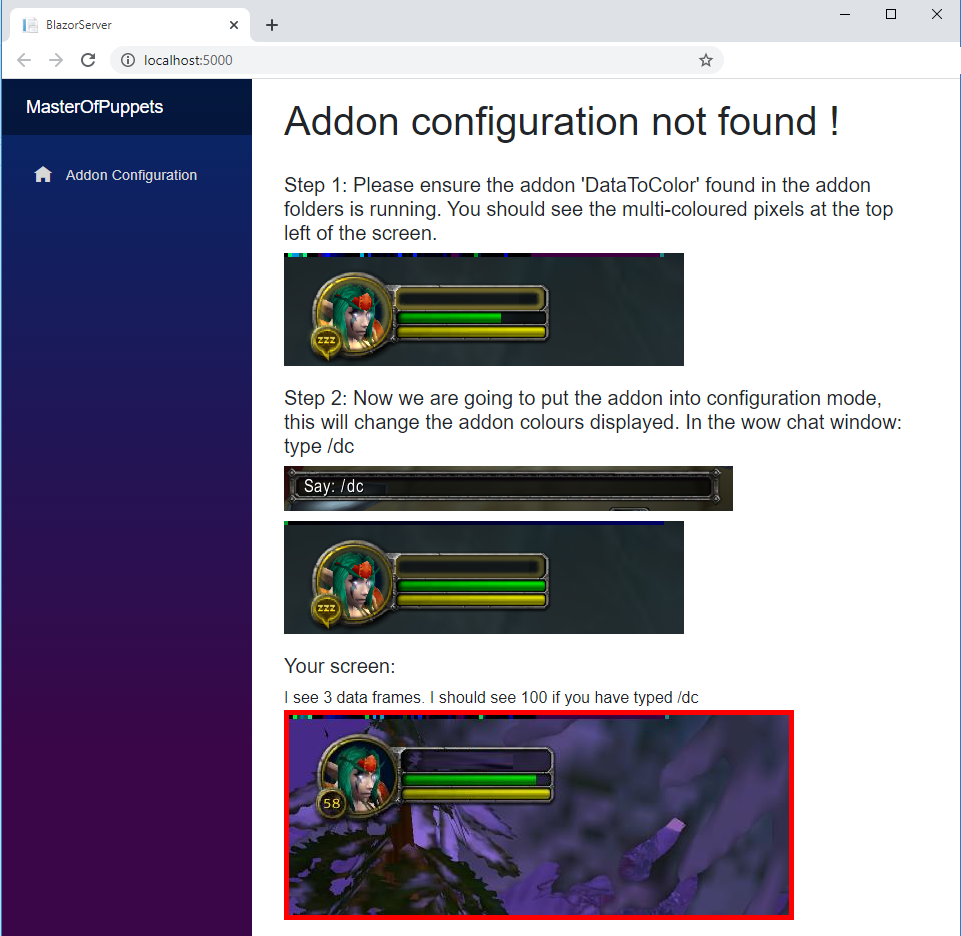 BlazorServer
localhost:5000
MasterOfPuppets
Addon Configuration
Addon configuration not found !
Step 1: Please ensure the addon 'DataToColor' found in the addon
folders is running. You should see the multi-coloured pixels at the top
left of the screen.
zzz
Step 2: Now we are going to put the addon into configuration mode,
this will change the addon colours displayed. In the wow chat window:
type /dc
Say: /dc
zzz
Your screen:
I see 3 data frames. I should see 100 if you have typed /dc
58